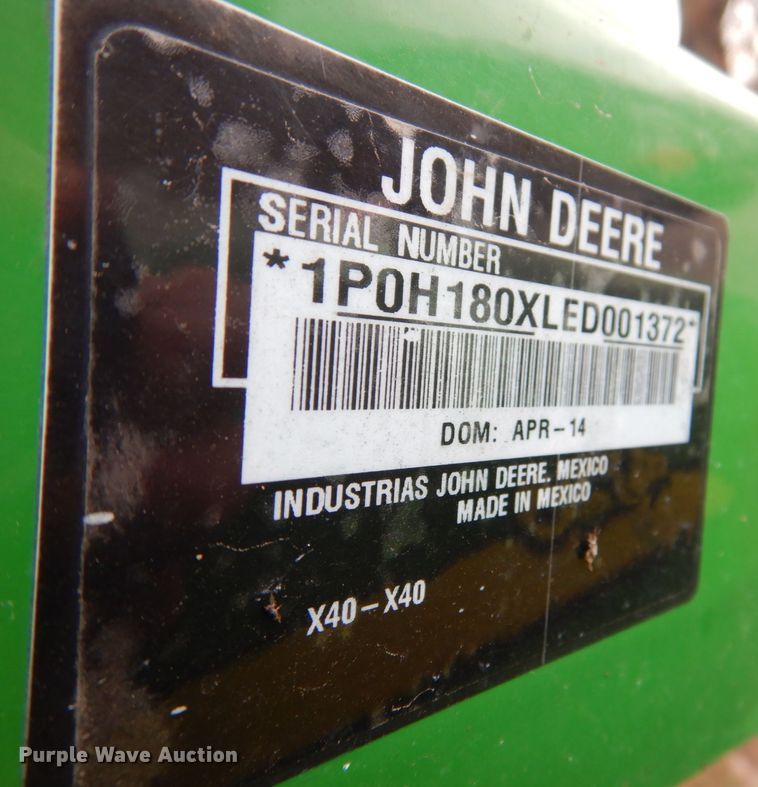 JOHN DEERE
SERIAL NUMBER
*1P0H180XLED001372*
DOM: APR-14
INDUSTRIAS JOHN DEERE, MEXICO
MADE IN MEXICO
X40-X40
Purple Wave Auction